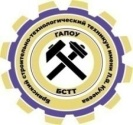 Брянский строительно-технологический техникум имени Л.Я. Кучеева
ГАПОУ
БСТТ